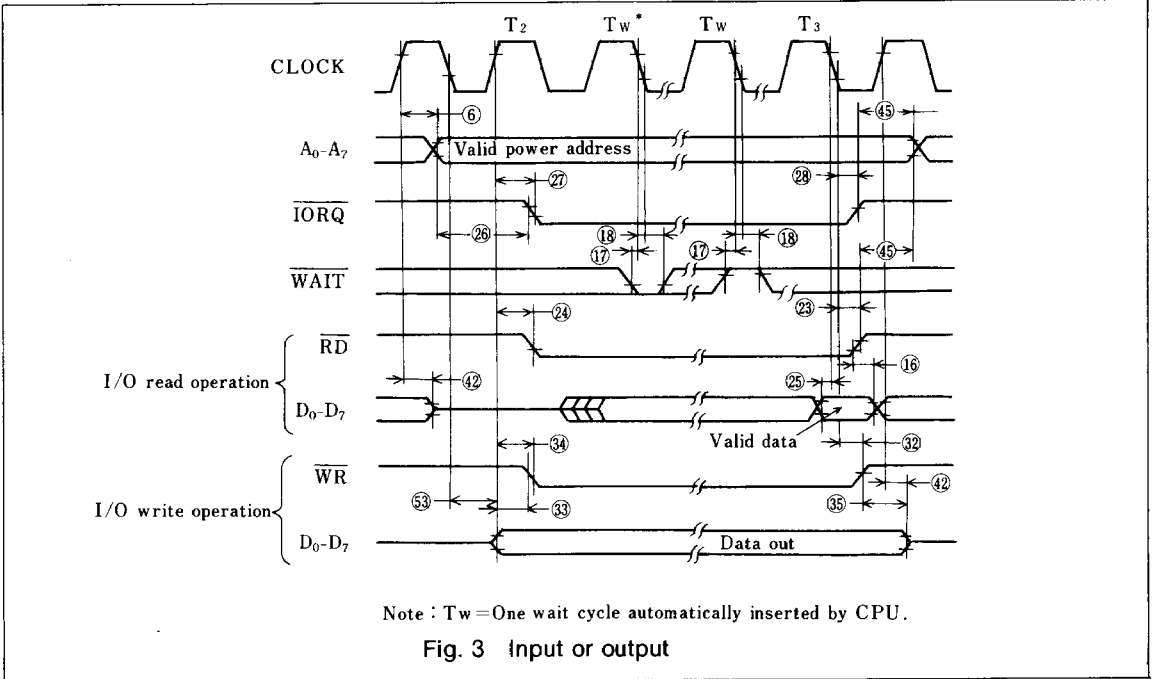 T₂ Tw* Tw T₃
CLOCK
⑥ ㊺
A₀-A₇ Valid power address
㉗ ㉘
IORQ
㉖ ⑱ ⑱
⑰ ⑰ ㊺
WAIT
㉔ ㉓
RD
⑯
I/O read operation ㊷ ㉕
D₀-D₇
Valid data
㉞ ㉜
WR
㊷
I/O write operation 53 ㉝ ㉟
D₀-D₇ Data out
Note : Tw=One wait cycle automatically inserted by CPU.
Fig. 3 Input or output